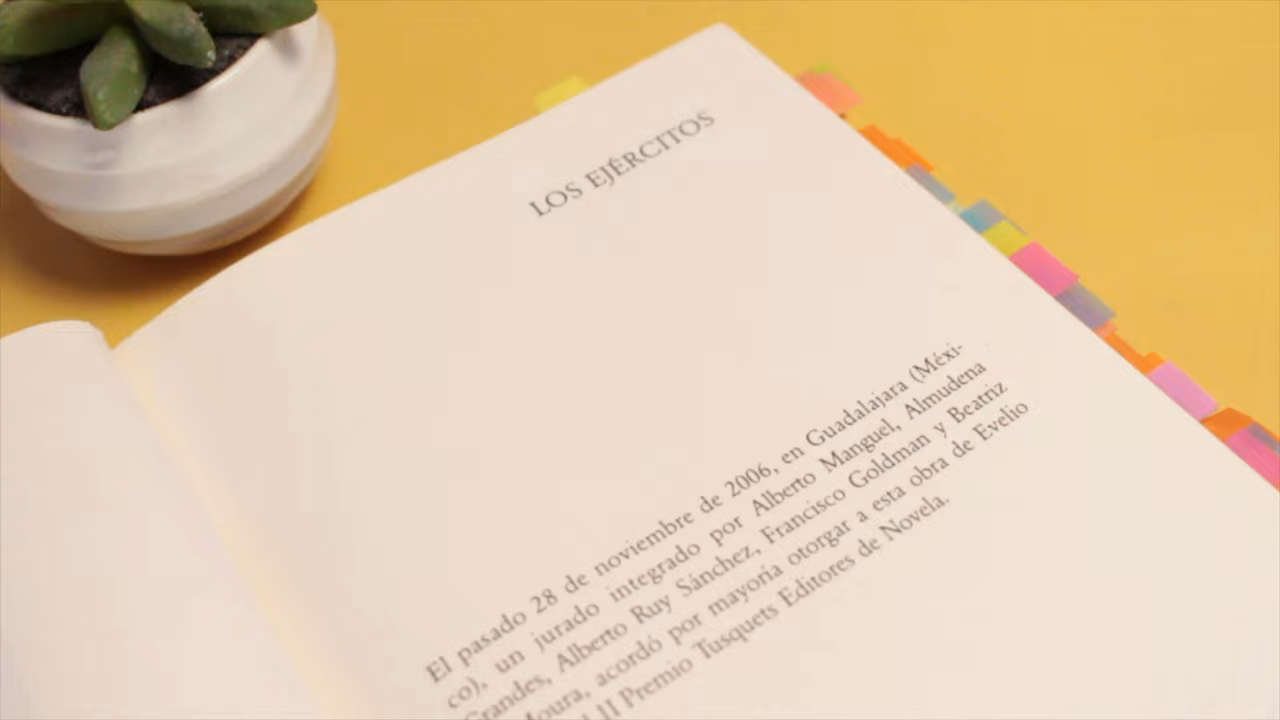 LOS EJÉRCITOS
El pasado 28 de noviembre de 2006, en Guadalajara (Méxi-
co), un jurado integrado por Alberto Manguel, Almudena
Grandes, Alberto Ruy Sánchez, Francisco Goldman y Beatriz
Moura, acordó por mayoría otorgar a esta obra de Evelio
II Premio Tusquets Editores de Novela.